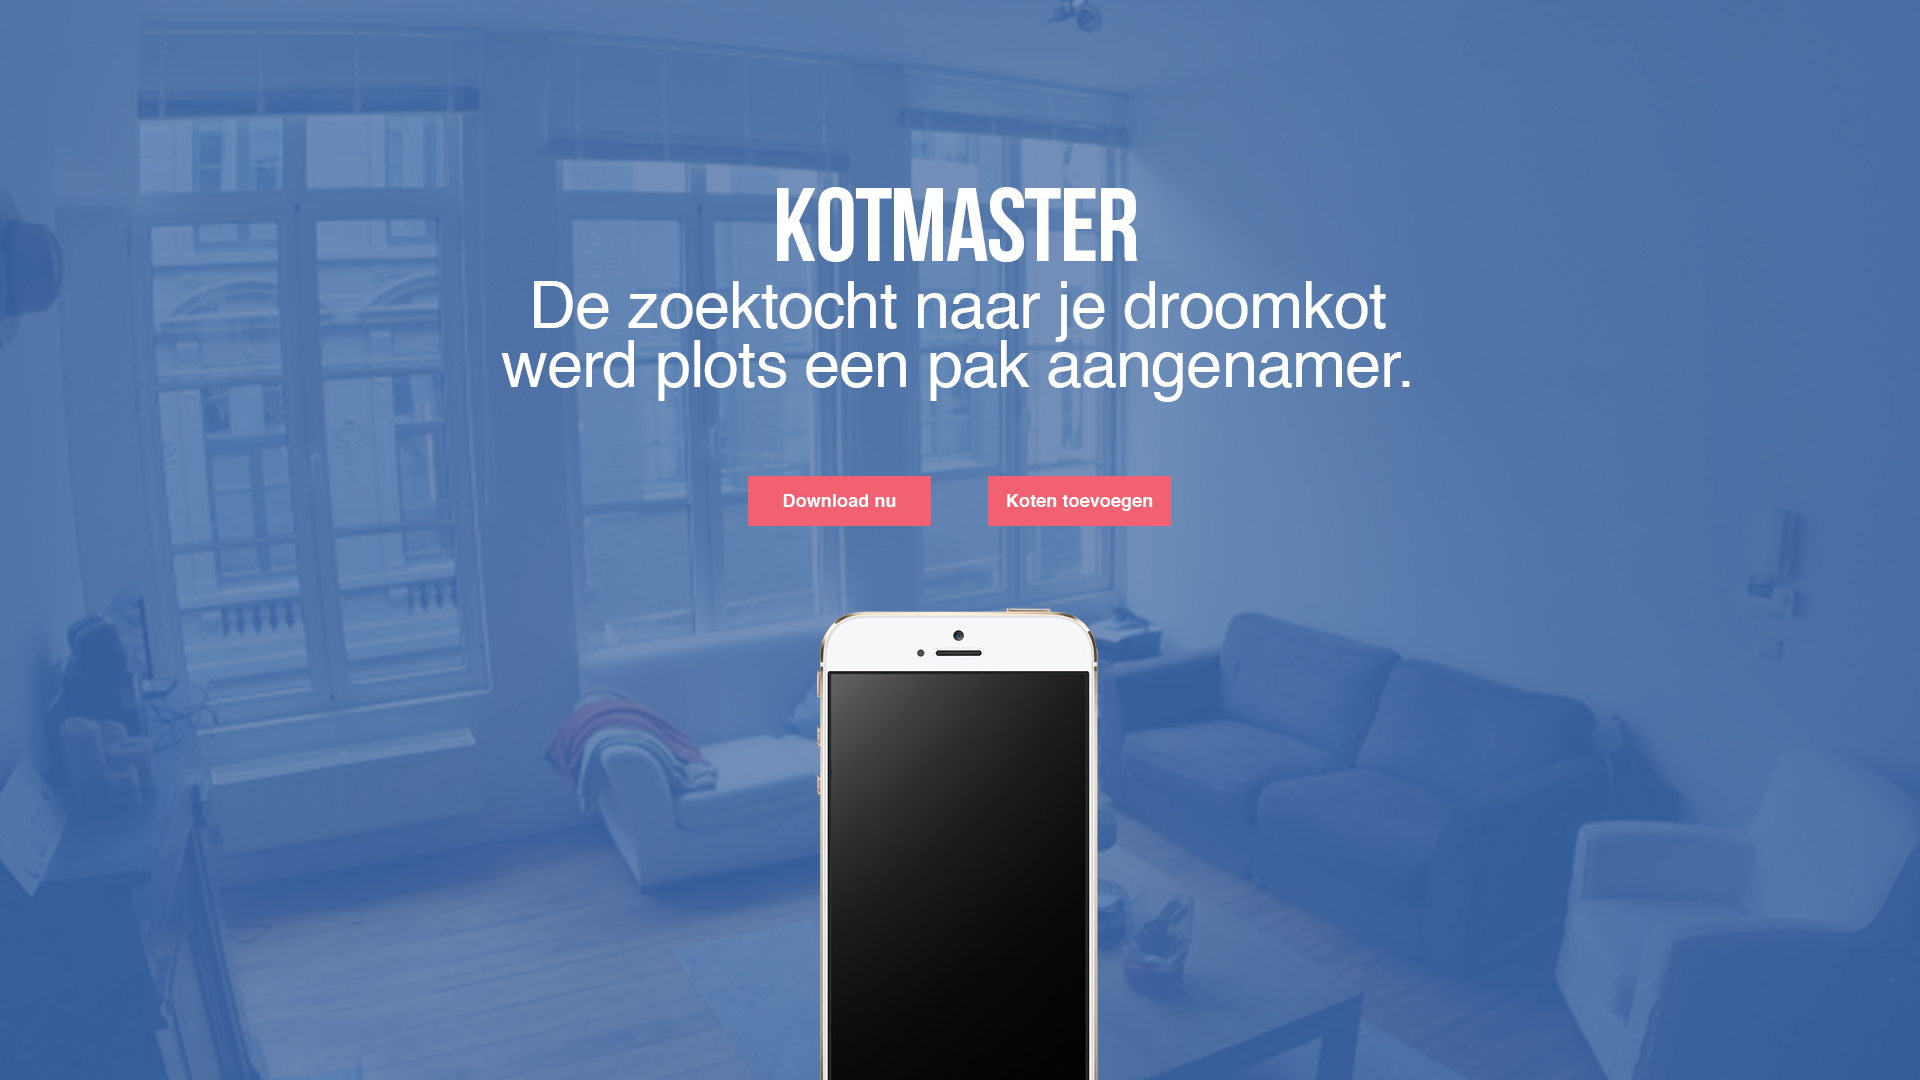 KOTMASTER
De zoektocht naar je droomkot
werd plots een pak aangenamer.
Download nu
Koten toevoegen